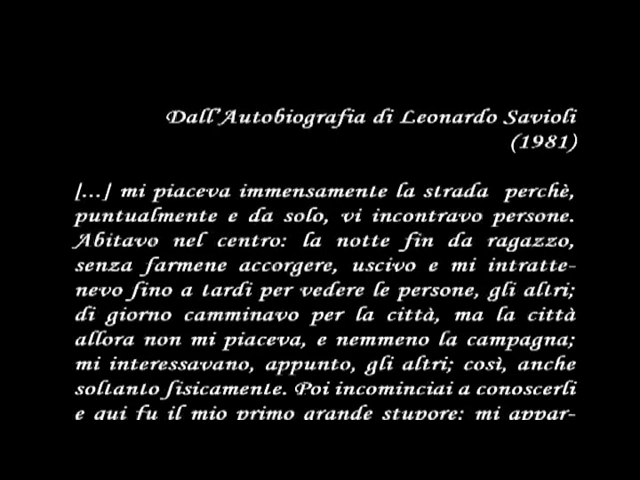 Dall'Autobiografia di Leonardo Savioli
(1981)
[...] mi piaceva immensamente la strada perchè,
puntualmente e da solo, vi incontravo persone.
Abitavo nel centro: la notte fin da ragazzo,
senza farmene accorgere, uscivo e mi intratte-
nevo fino a tardi per vedere le persone, gli altri;
di giorno camminavo per la città, ma la città
allora non mi piaceva, e nemmeno la campagna;
mi interessavano, appunto, gli altri; così, anche
soltanto fisicamente. Poi incominciai a conoscerli
e qui fu il mio primo grande stupore: mi appar-